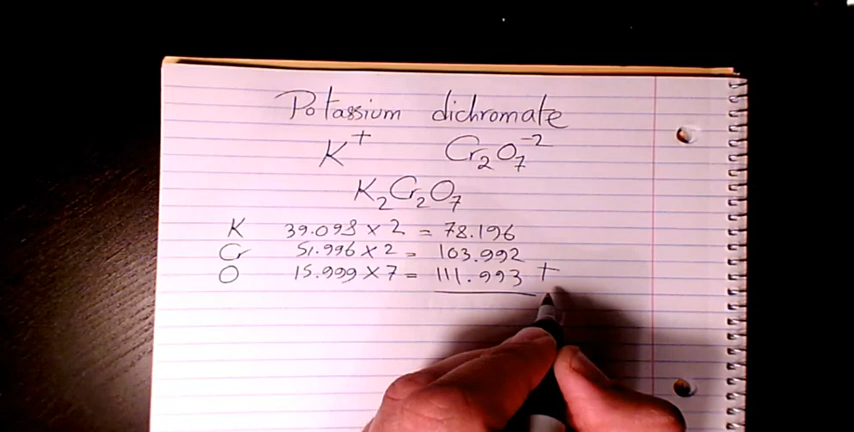 Potassium dichromate
K⁺ Cr₂O₇⁻²
K₂Cr₂O₇
K 39.098 × 2 = 78.196
Cr 51.996 × 2 = 103.992
O 15.999 × 7 = 111.993 +